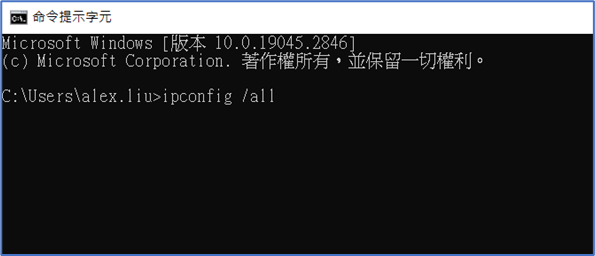 命令提示字元
Microsoft Windows [版本 10.0.19045.2846]
(c) Microsoft Corporation. 著作權所有，並保留一切權利。
C:\Users\alex.liu>ipconfig /all